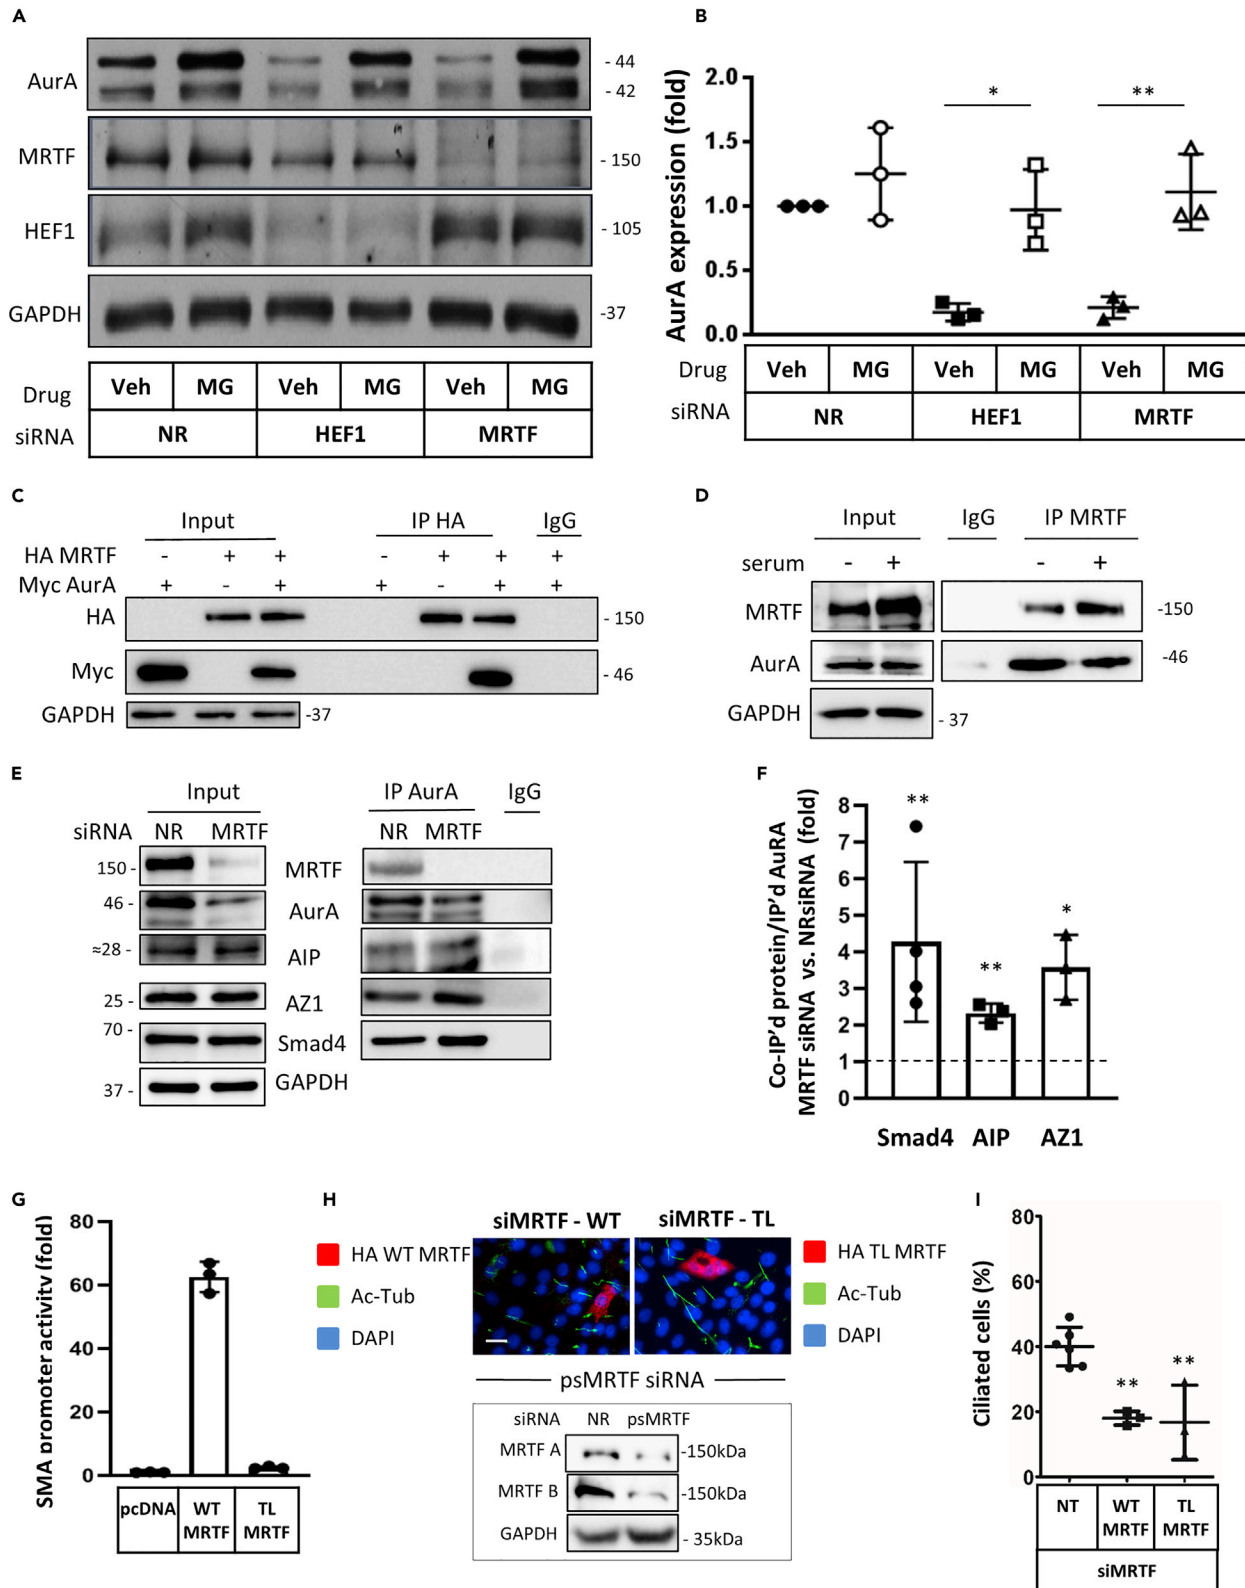 A
AurA
- 44
- 42
MRTF
- 150
HEF1
- 105
GAPDH
-37
Drug
Veh MG Veh MG Veh MG
siRNA
NR HEF1 MRTF
B
AurA expression (fold)
2.0
1.5
1.0
0.5
0.0
* **
Drug
Veh MG Veh MG Veh MG
siRNA
NR HEF1 MRTF
C
Input IP HA IgG
HA MRTF - + + - + + +
Myc AurA + - + + - + +
HA
- 150
Myc
- 46
GAPDH
-37
D
Input IgG IP MRTF
serum - + - +
MRTF
-150
AurA
-46
GAPDH
- 37
E
Input IP AurA IgG
siRNA NR MRTF NR MRTF
150 - MRTF
46 - AurA
≈28 - AIP
25 - AZ1
70 - Smad4
37 - GAPDH
F
Co-IP'd protein/IP'd AuRA
MRTF siRNA vs. NRsiRNA (fold)
8
7
6
5
4
3
2
1
0
** ** *
Smad4 AIP AZ1
G
SMA promoter activity (fold)
80
60
40
20
0
pcDNA WT TL
MRTF MRTF
H
siMRTF - WT siMRTF - TL
HA WT MRTF HA TL MRTF
Ac-Tub Ac-Tub
DAPI DAPI
psMRTF siRNA
siRNA NR psMRTF
MRTF A -150kDa
MRTF B -150kDa
GAPDH - 35kDa
I
Ciliated cells (%)
80
60
40
20
0
** **
NT WT TL
MRTF MRTF
siMRTF